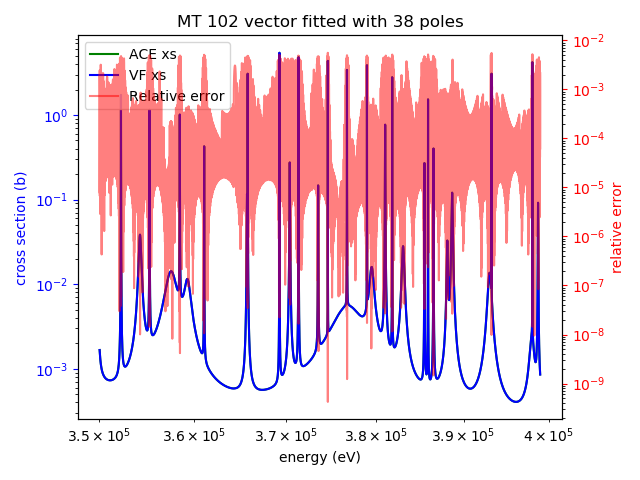 MT 102 vector fitted with 38 poles
ACE xs
VF xs
Relative error
cross section (b)
10⁰
10⁻¹
10⁻²
10⁻³
relative error
10⁻²
10⁻³
10⁻⁴
10⁻⁵
10⁻⁶
10⁻⁷
10⁻⁸
10⁻⁹
3.5 × 10⁵ 3.6 × 10⁵ 3.7 × 10⁵ 3.8 × 10⁵ 3.9 × 10⁵ 4 × 10⁵
energy (eV)